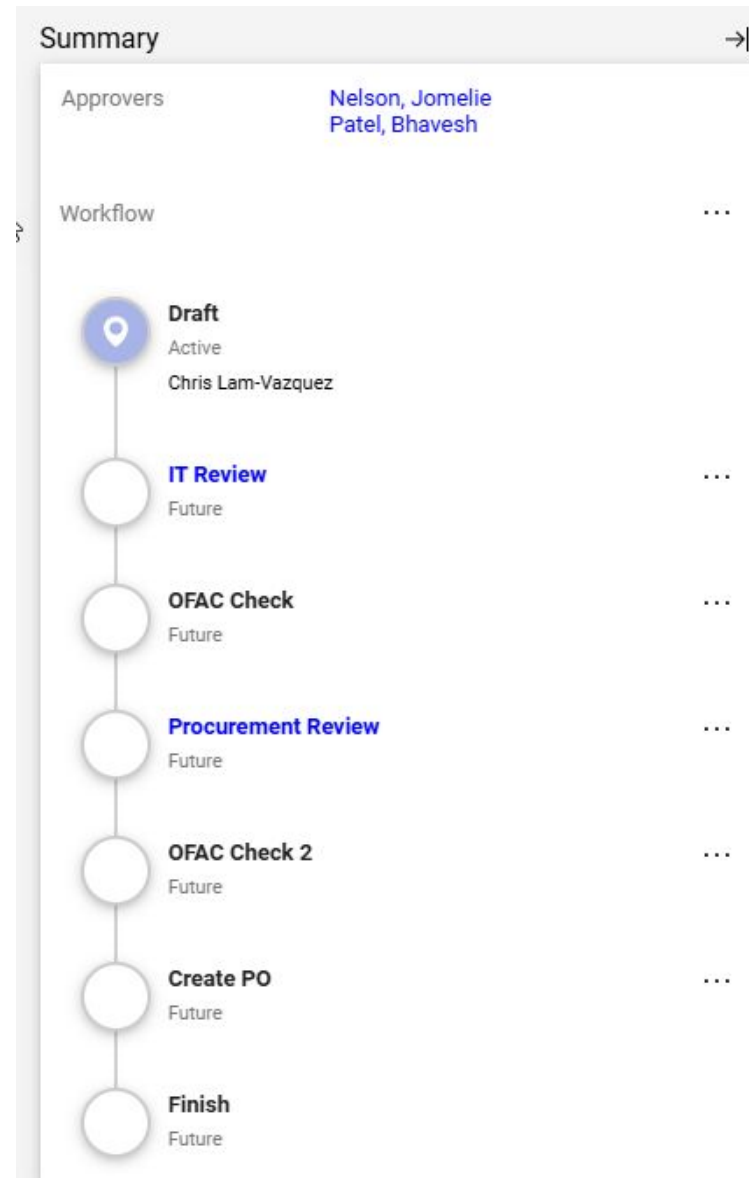 Summary
Approvers
Nelson, Jomelie
Patel, Bhavesh
Workflow
...
Draft
Active
Chris Lam-Vazquez
IT Review
...
Future
OFAC Check
...
Future
Procurement Review
...
Future
OFAC Check 2
...
Future
Create PO
...
Future
Finish
Future